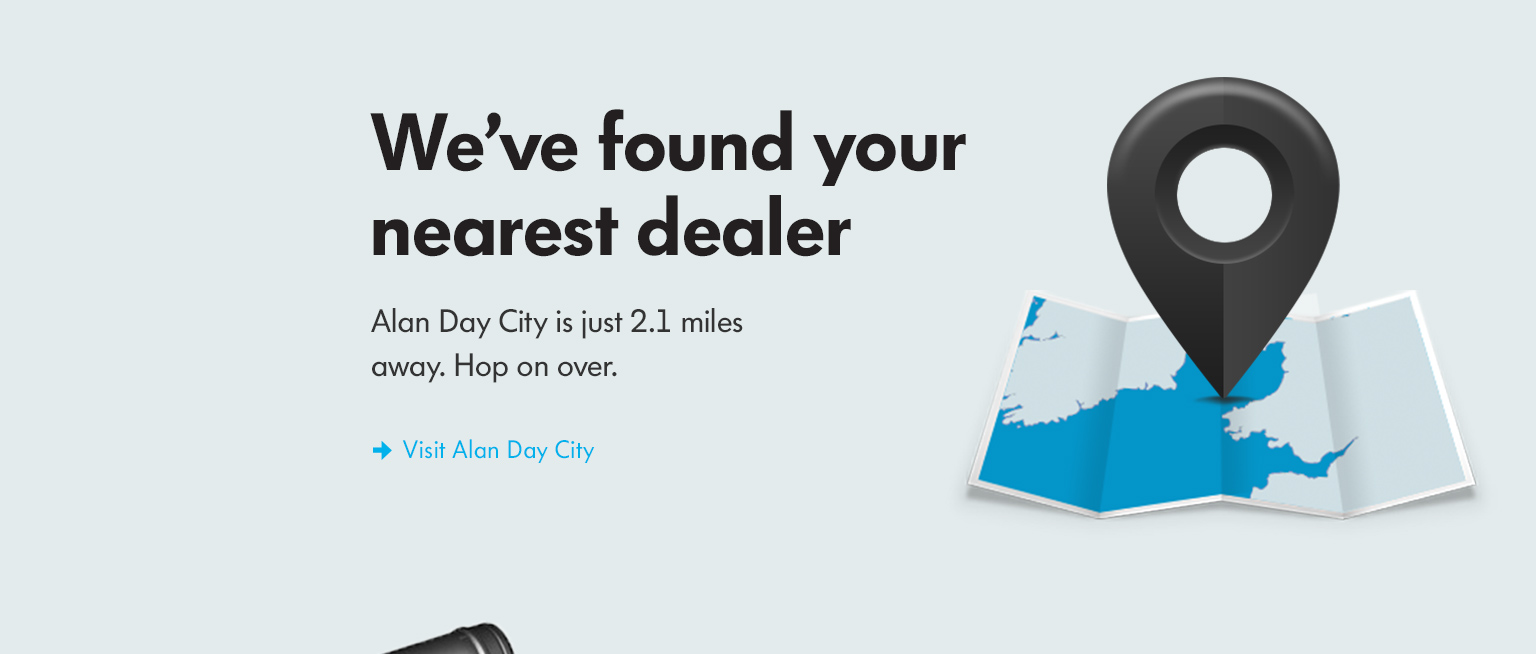 We’ve found your
nearest dealer
Alan Day City is just 2.1 miles
away. Hop on over.
Visit Alan Day City